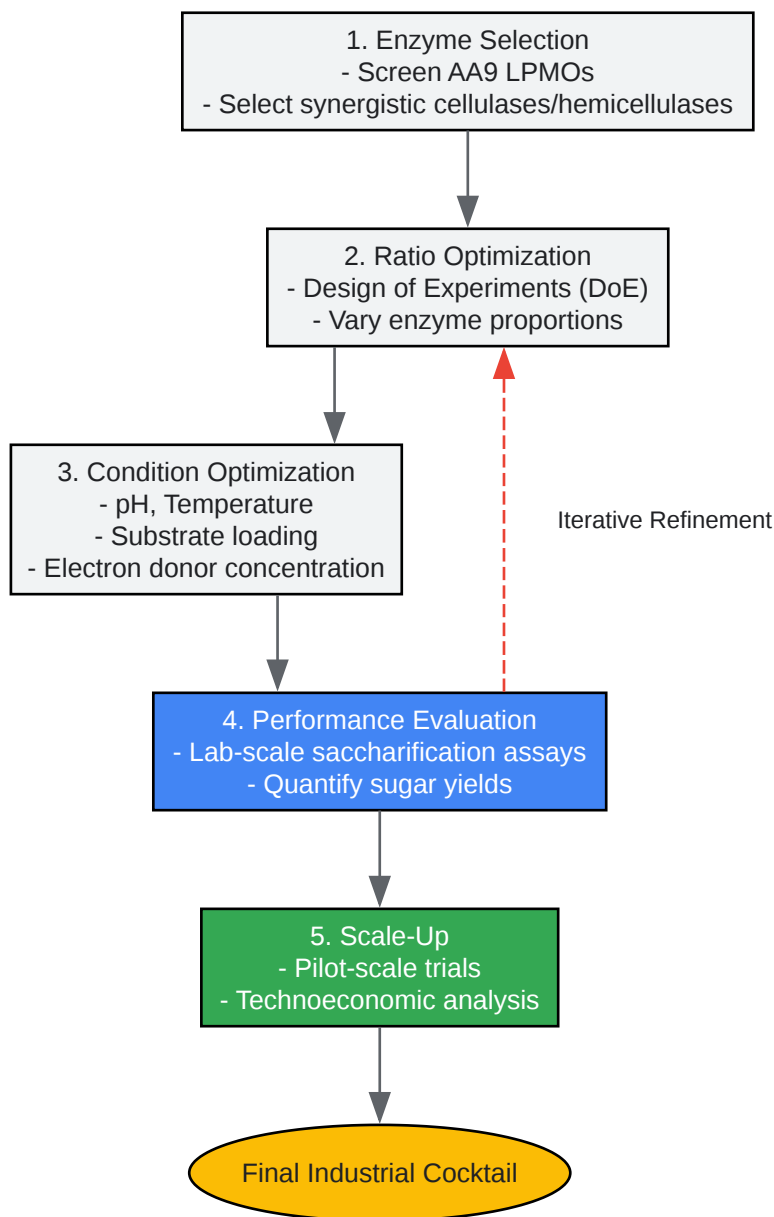 1. Enzyme Selection
- Screen AA9 LPMOs
- Select synergistic cellulases/hemicellulases
2. Ratio Optimization
- Design of Experiments (DoE)
- Vary enzyme proportions
3. Condition Optimization
- pH, Temperature
- Substrate loading
- Electron donor concentration
Iterative Refinement
4. Performance Evaluation
- Lab-scale saccharification assays
- Quantify sugar yields
5. Scale-Up
- Pilot-scale trials
- Technoeconomic analysis
Final Industrial Cocktail